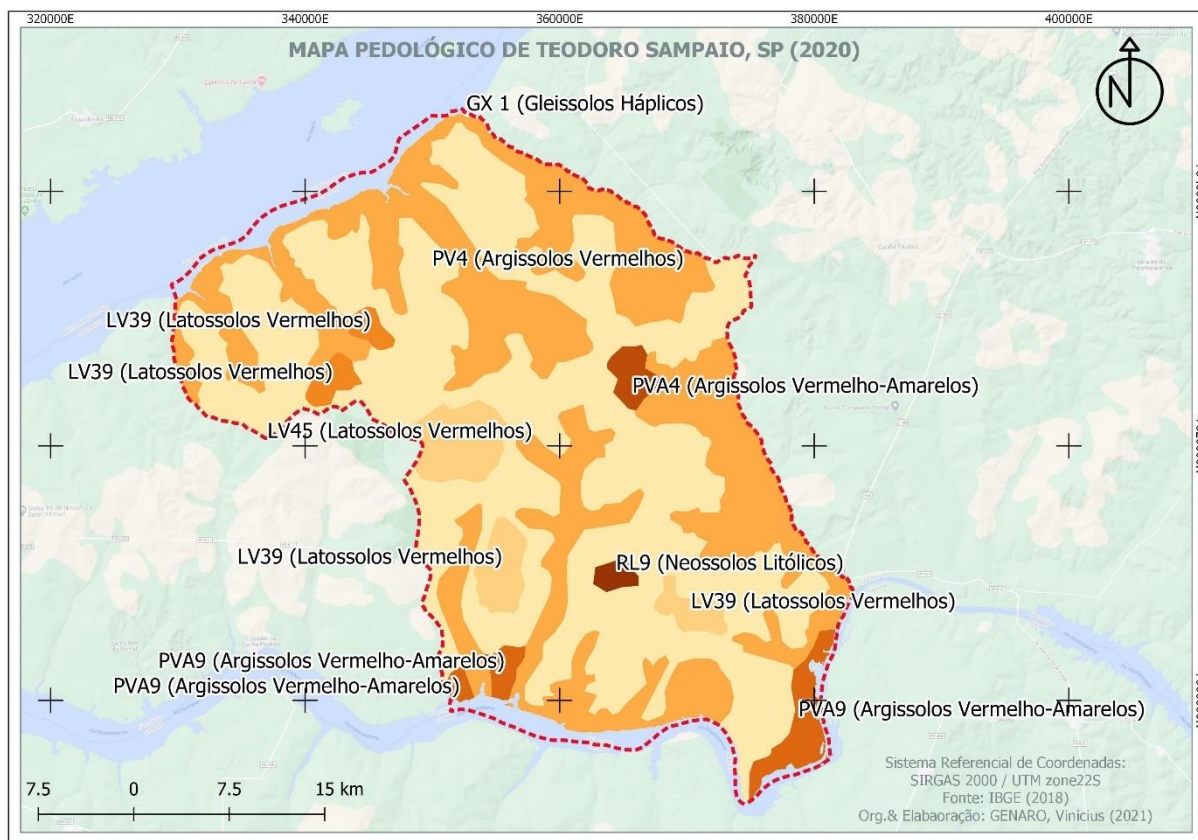 320000E 340000E 360000E 380000E 400000E
MAPA PEDOLÓGICO DE TEODORO SAMPAIO, SP (2020)
N
GX 1 (Gleissolos Háplicos)
PV4 (Argissolos Vermelhos)
LV39 (Latossolos Vermelhos)
LV39 (Latossolos Vermelhos)
PVA4 (Argissolos Vermelho-Amarelos)
LV45 (Latossolos Vermelhos)
LV39 (Latossolos Vermelhos)
RL9 (Neossolos Litólicos)
LV39 (Latossolos Vermelhos)
PVA9 (Argissolos Vermelho-Amarelos)
PVA9 (Argissolos Vermelho-Amarelos)
PVA9 (Argissolos Vermelho-Amarelos)
7.5 0 7.5 15 km
Sistema Referencial de Coordenadas:
SIRGAS 2000 / UTM zone22S
Fonte: IBGE (2018)
Org.& Elabaoração: GENARO, Vinicius (2021)